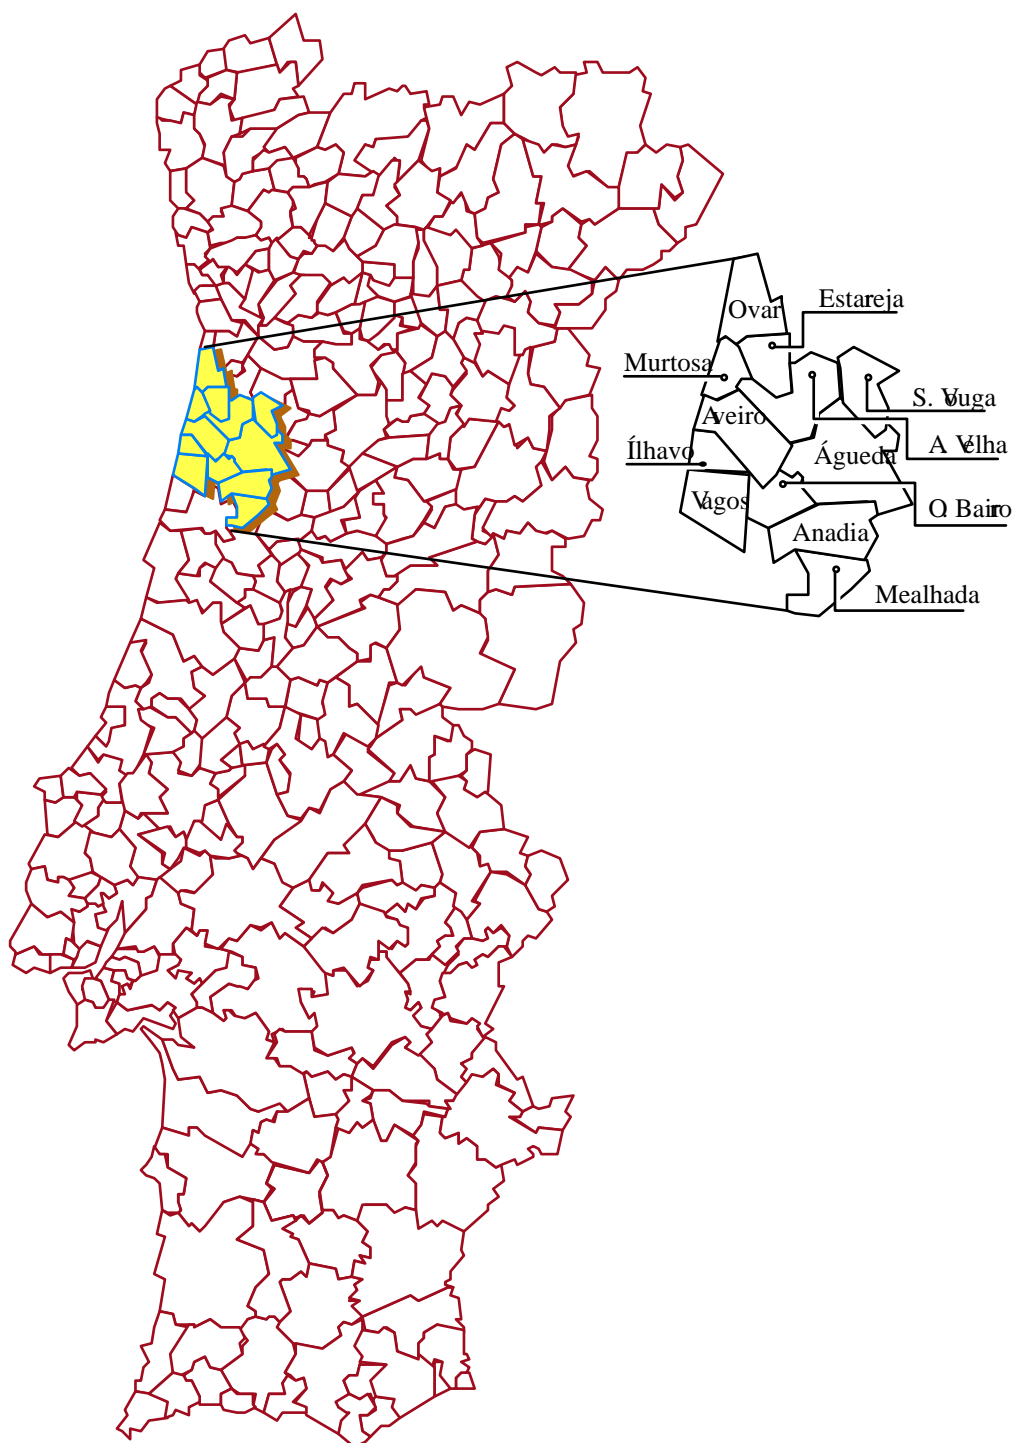 Ovar
Estarreja
Murtosa
S. Vouga
Aveiro
A. Velha
Ílhavo
Águeda
Vagos
O. Bairro
Anadia
Mealhada